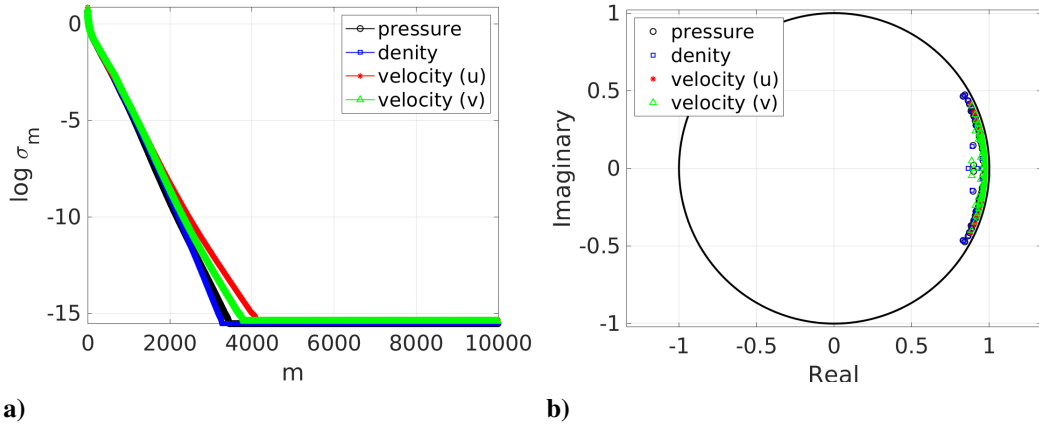 0
-5
-10
-15
0 2000 4000 6000 8000 10000
m
log σm
pressure
denity
velocity (u)
velocity (v)
a)
1
0.5
0
-0.5
-1
-1 -0.5 0 0.5 1
Real
Imaginary
pressure
denity
velocity (u)
velocity (v)
b)